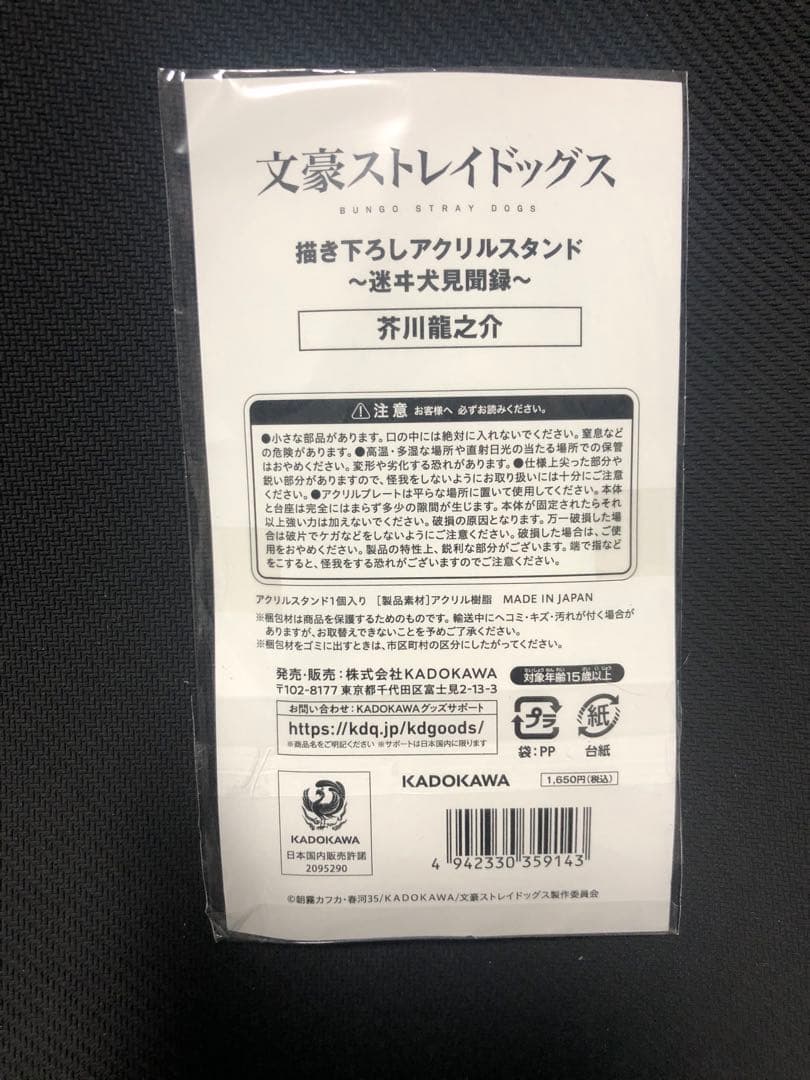 文豪ストレイドッグス
BUNGO STRAY DOGS
描き下ろしアクリルスタンド
～迷ヰ犬見聞録～
芥川龍之介
注意 お客様へ 必ずお読みください。
●小さな部品があります。口の中には絶対に入れないでください。窒息など
の危険があります。●高温・多湿な場所や直射日光の当たる場所での保管
はおやめください。変形や劣化する恐れがあります。●仕様上尖った部分や
鋭い部分がありますので、怪我をしないようにお取り扱いには十分にご注意
ください。●アクリルプレートは平らな場所に置いて使用してください。本体
と台座は完全にはまらず多少の隙間が生じます。本体が固定されたらそれ
以上強い力は加えないでください。破損の原因となります。万一破損した場
合は破片でケガなどをしないようにご注意ください。破損した場合は、ご使
用をおやめください。製品の特性上、鋭利な部分がございます。端で指など
をこすると、怪我をする恐れがございますのでご注意ください。
アクリルスタンド1個入り ［製品素材］アクリル樹脂 MADE IN JAPAN
※梱包材は商品を保護するためのものです。輸送中にヘコミ・キズ・汚れが付く場合が
ありますが、お取替えできないことを予めご了承ください。
※梱包材をゴミに出すときは、市区町村の区分にしたがってください。
発売・販売：株式会社KADOKAWA
〒102-8177 東京都千代田区富士見2-13-3
たいしょうねんれい さいいじょう
対象年齢15歳以上
お問い合わせ：KADOKAWAグッズサポート
https://kdq.jp/kdgoods/
※商品名をご明記ください ※サポートは日本国内に限ります
プラ
袋：PP
紙
台紙
KADOKAWA
日本国内販売許諾
2095290
KADOKAWA
1,650円（税込）
4 942330 359143
©朝霧カフカ・春河35/KADOKAWA/文豪ストレイドッグス製作委員会